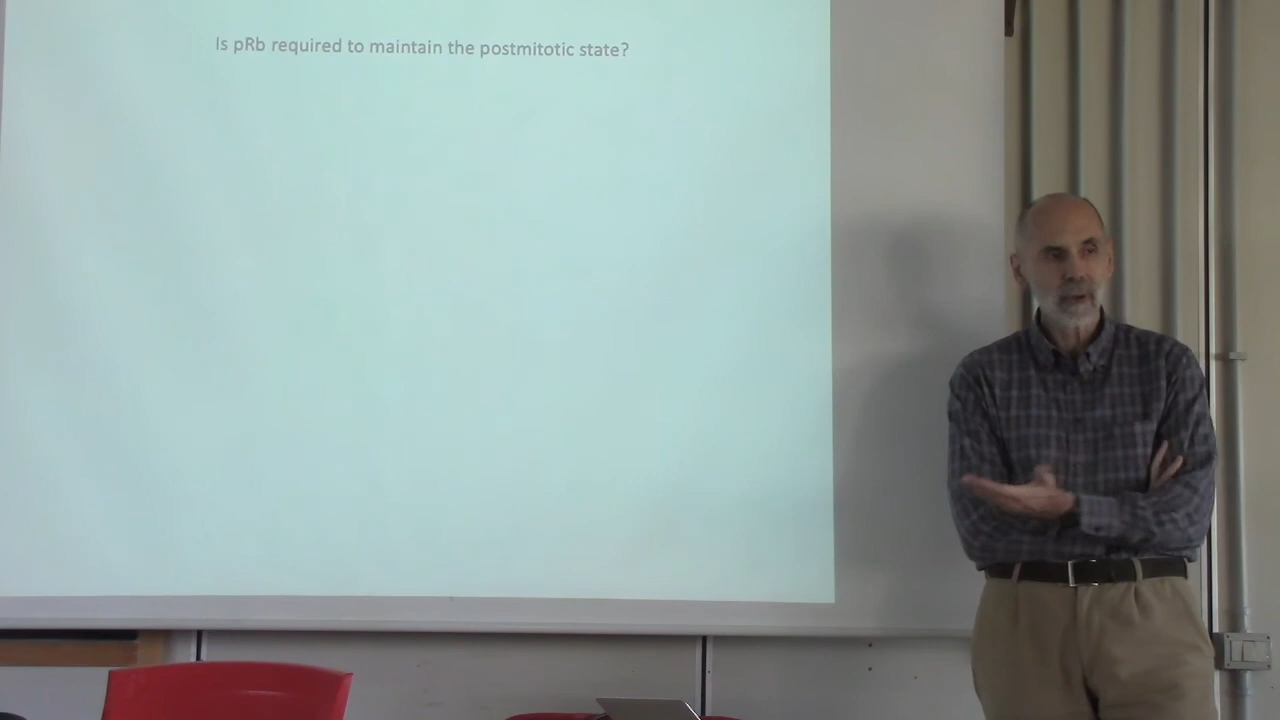 Is pRb required to maintain the postmitotic state?